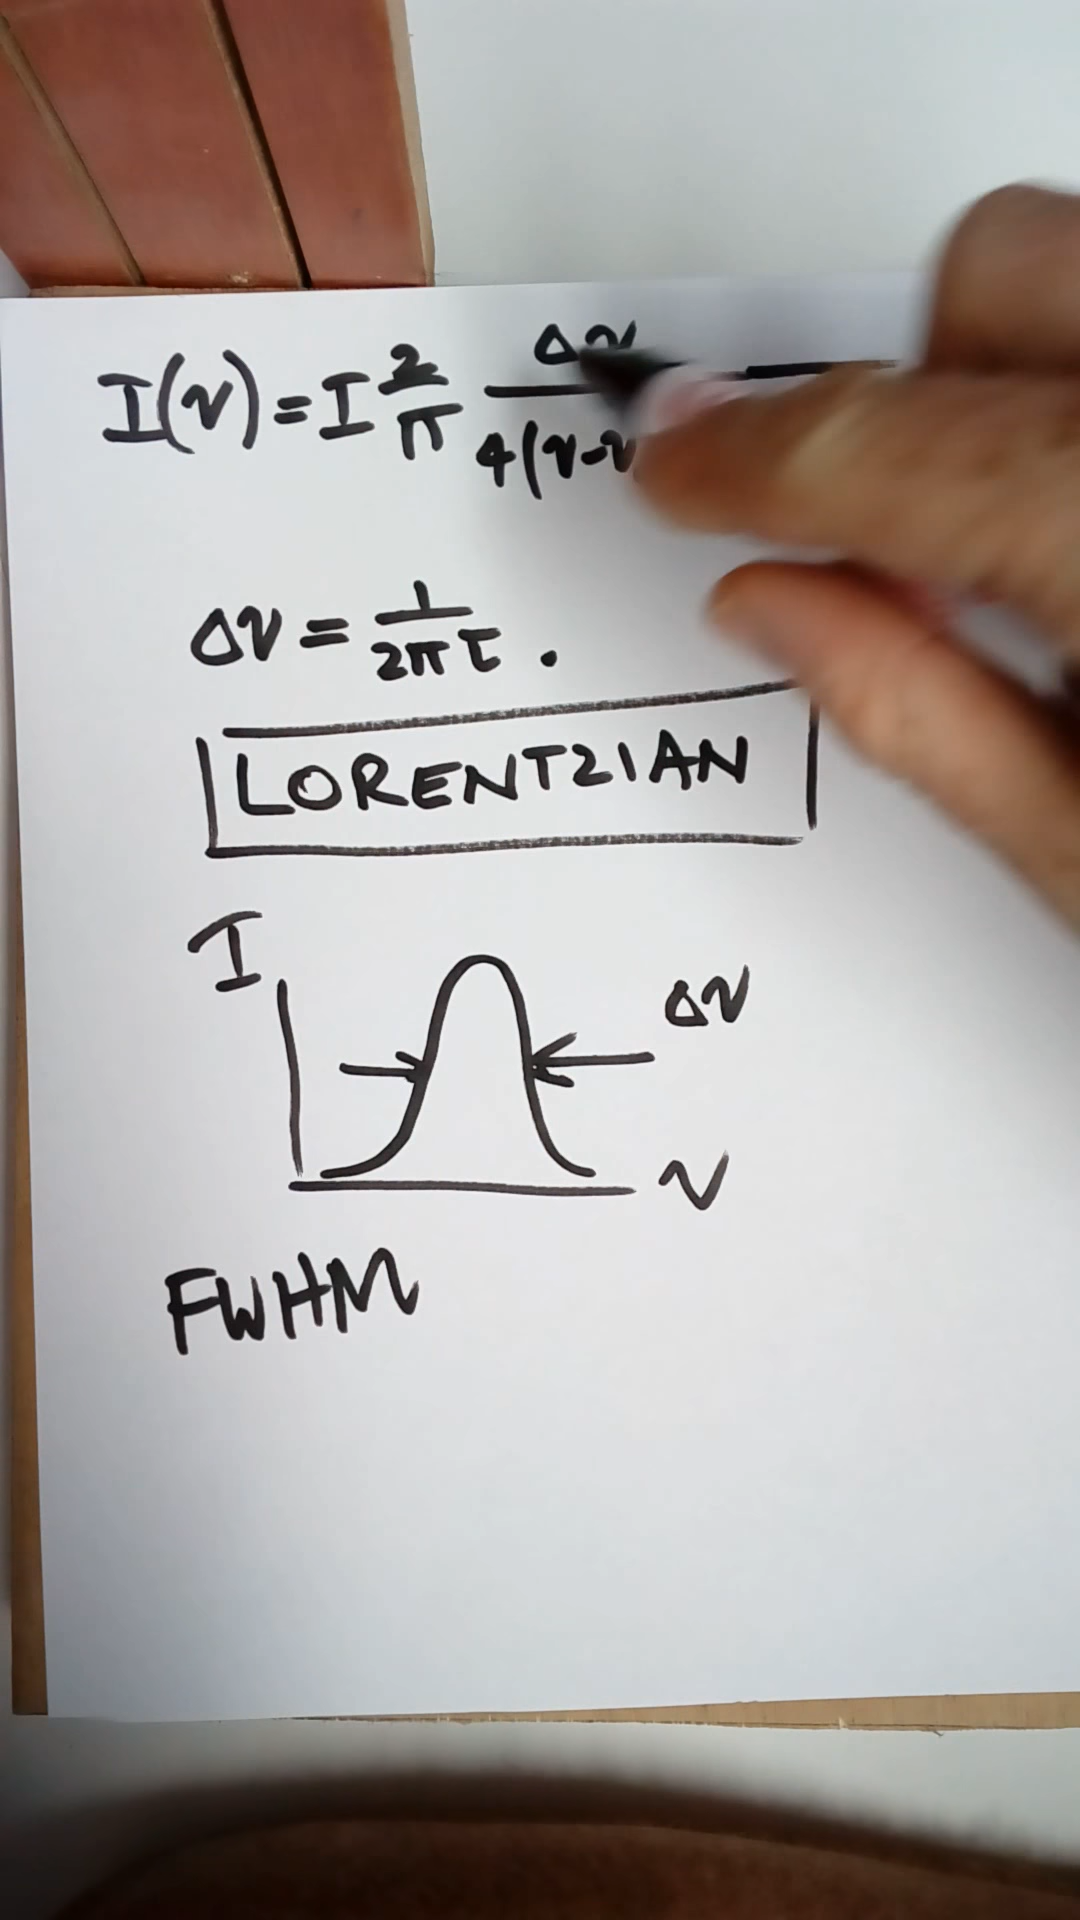 I(ν) = I 2/π Δν / 4(ν-ν
Δν = 1/2πτ .
LORENTZIAN
I
Δν
ν
FWHM